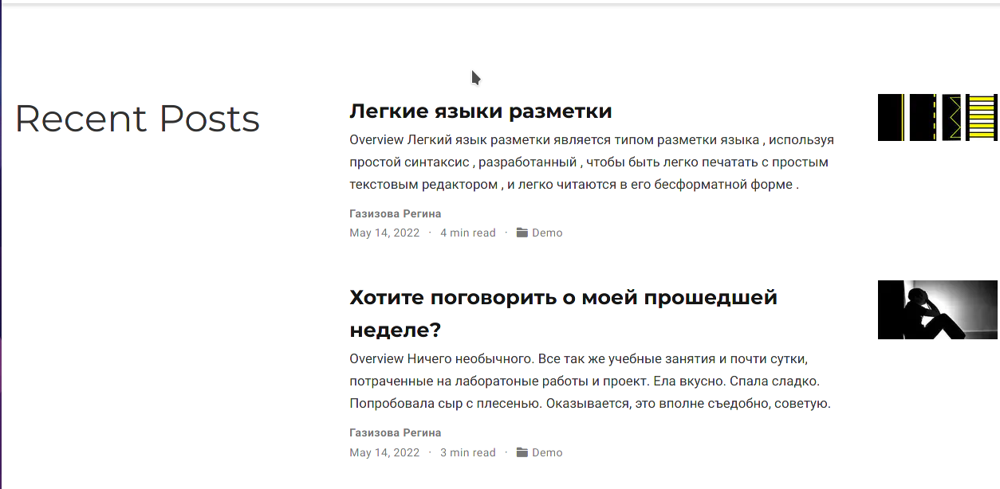 Recent Posts
Легкие языки разметки
Overview Легкий язык разметки является типом разметки языка , используя
простой синтаксис , разработанный , чтобы быть легко печатать с простым
текстовым редактором , и легко читаются в его бесформатной форме .
Газизова Регина
May 14, 2022 · 4 min read · Demo
Хотите поговорить о моей прошедшей
неделе?
Overview Ничего необычного. Все так же учебные занятия и почти сутки,
потраченные на лаборатоные работы и проект. Ела вкусно. Спала сладко.
Попробовала сыр с плесенью. Оказывается, это вполне съедобно, советую.
Газизова Регина
May 14, 2022 · 3 min read · Demo